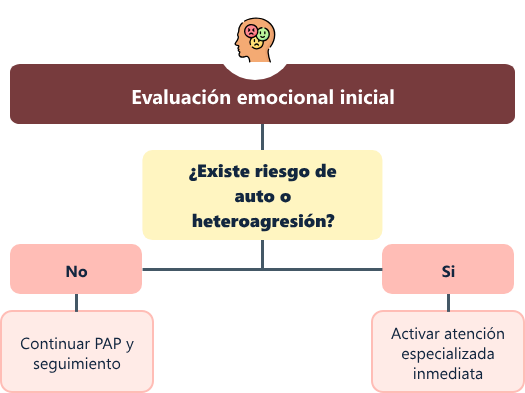 Evaluación emocional inicial
¿Existe riesgo de
auto o
heteroagresión?
No
Si
Continuar PAP y
seguimiento
Activar atención
especializada
inmediata